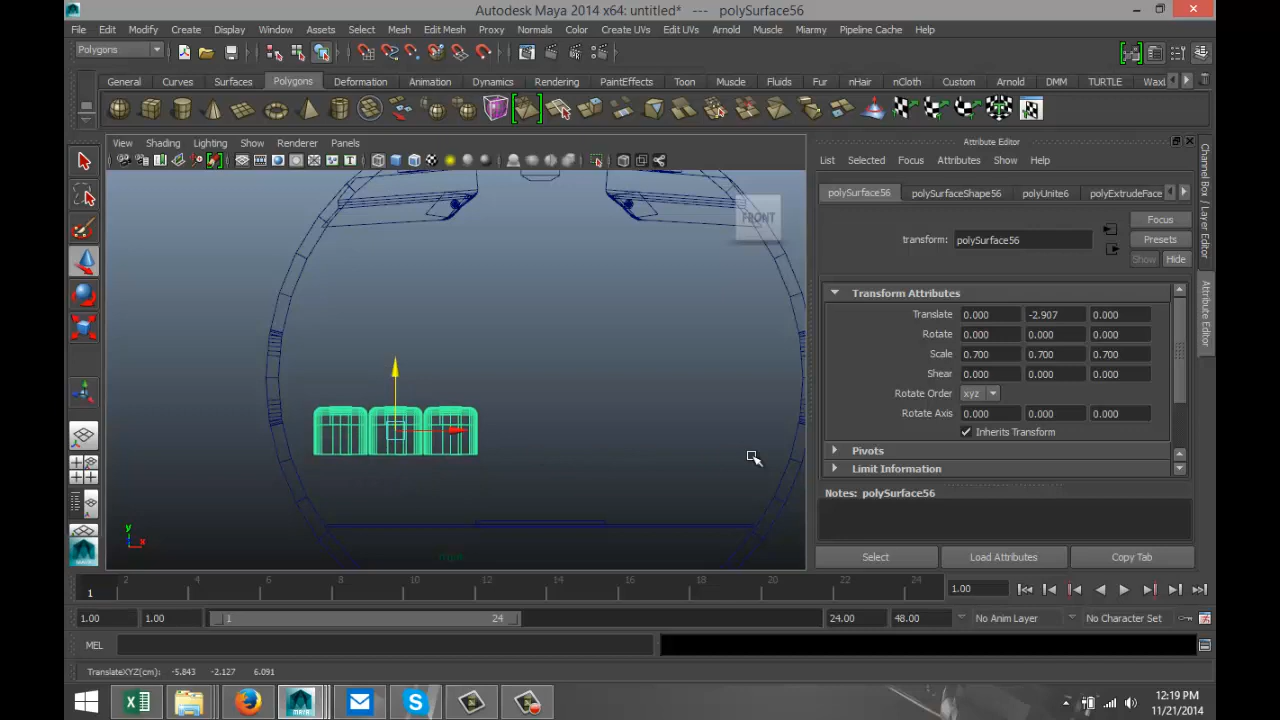 Autodesk Maya 2014 x64: untitled* --- polySurface56
File Edit Modify Create Display Window Assets Select Mesh Edit Mesh Proxy Normals Color Create UVs Edit UVs Arnold Muscle Pipeline Cache Help
Polygons
General Curves Surfaces Polygons Deformation Animation Dynamics Rendering PaintEffects Toon Muscle Fluids Fur nHair nCloth Custom Arnold DMM TURTLE Waxl
View Shading Lighting Show Renderer Panels
Attribute Editor
List Selected Focus Attributes Show Help
polySurface56 polySurfaceShape56 polyUnite6 polyExtrudeFace
FRONT
Focus
transform: polySurface56
Presets
Show Hide
Transform Attributes
Translate 0.000 -2.907 0.000
Rotate 0.000 0.000 0.000
Scale 0.700 0.700 0.700
Shear 0.000 0.000 0.000
Rotate Order xyz
Rotate Axis 0.000 0.000 0.000
Inherits Transform
Pivots
Limit Information
Notes: polySurface56
Select Load Attributes Copy Tab
Channel Box / Layer Editor
Attribute Editor
y
x
2 4 6 8 10 12 14 16 18 20 22 24
1
1.00
1.00 1.00 1 24 24.00 48.00 No Anim Layer No Character Set
MEL
TranslateXYZ(cm): -5.843 -2.127 6.091
12:19 PM
11/21/2014